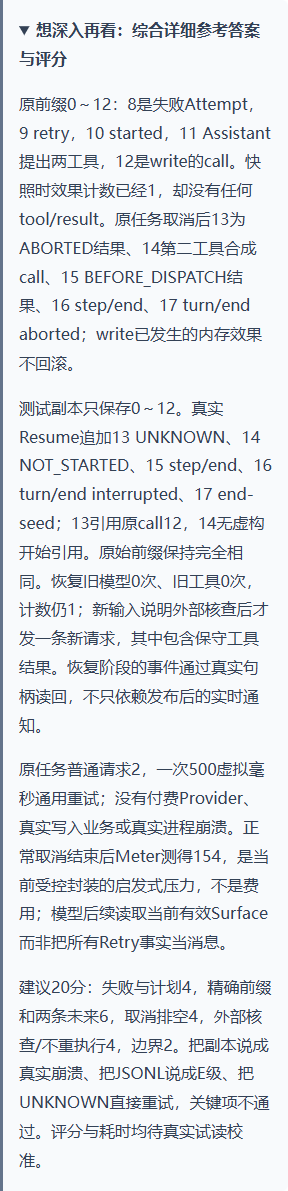 ▼ 想深入再看：综合详细参考答案
与评分
原前缀0～12：8是失败Attempt，
9 retry，10 started，11 Assistant
提出两工具，12是write的call。快
照时效果计数已经1，却没有任何
tool/result。原任务取消后13为
ABORTED结果、14第二工具合成
call、15 BEFORE_DISPATCH结
果、16 step/end、17 turn/end
aborted；write已发生的内存效果
不回滚。
测试副本只保存0～12。真实
Resume追加13 UNKNOWN、14
NOT_STARTED、15 step/end、16
turn/end interrupted、17 end-
seed；13引用原call12，14无虚构
开始引用。原始前缀保持完全相
同。恢复旧模型0次、旧工具0次，
计数仍1；新输入说明外部核查后才
发一条新请求，其中包含保守工具
结果。恢复阶段的事件通过真实句
柄读回，不只依赖发布后的实时通
知。
原任务普通请求2，一次500虚拟毫
秒通用重试；没有付费Provider、
真实写入业务或真实进程崩溃。正
常取消结束后Meter测得154，是当
前受控封装的启发式压力，不是费
用；模型后续读取当前有效Surface
而非把所有Retry事实当消息。
建议20分：失败与计划4，精确前缀
和两条未来6，取消排空4，外部核
查/不重执行4，边界2。把副本说成
真实崩溃、把JSONL说成E级、把
UNKNOWN直接重试，关键项不通
过。评分与耗时均待真实试读校
准。